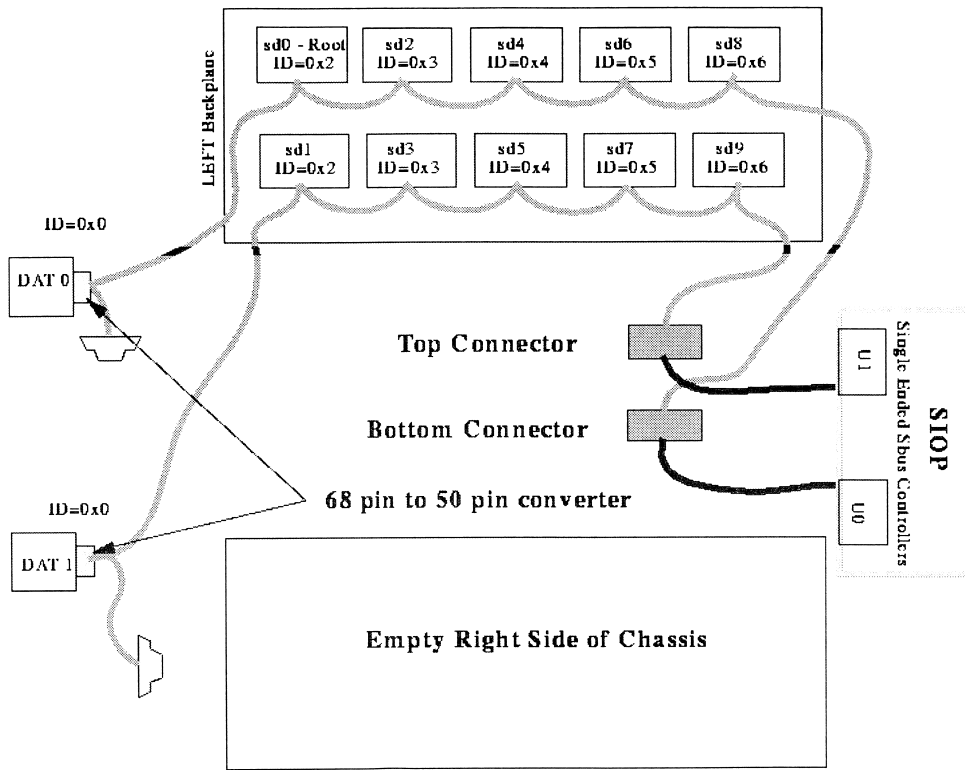 LEFT Backplane
sd0 - Root
ID=0x2
sd2
ID=0x3
sd4
ID=0x4
sd6
ID=0x5
sd8
ID=0x6
sd1
ID=0x2
sd3
ID=0x3
sd5
ID=0x4
sd7
ID=0x5
sd9
ID=0x6
ID=0x0
DAT 0
Top Connector
Bottom Connector
U1
U0
Single Ended Sbus Controllers
SIOP
68 pin to 50 pin converter
ID=0x0
DAT 1
Empty Right Side of Chassis